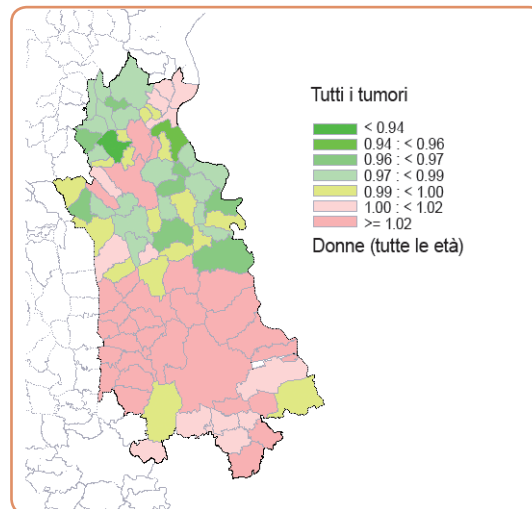 Tutti i tumori
< 0.94
0.94 : < 0.96
0.96 : < 0.97
0.97 : < 0.99
0.99 : < 1.00
1.00 : < 1.02
>= 1.02
Donne (tutte le età)